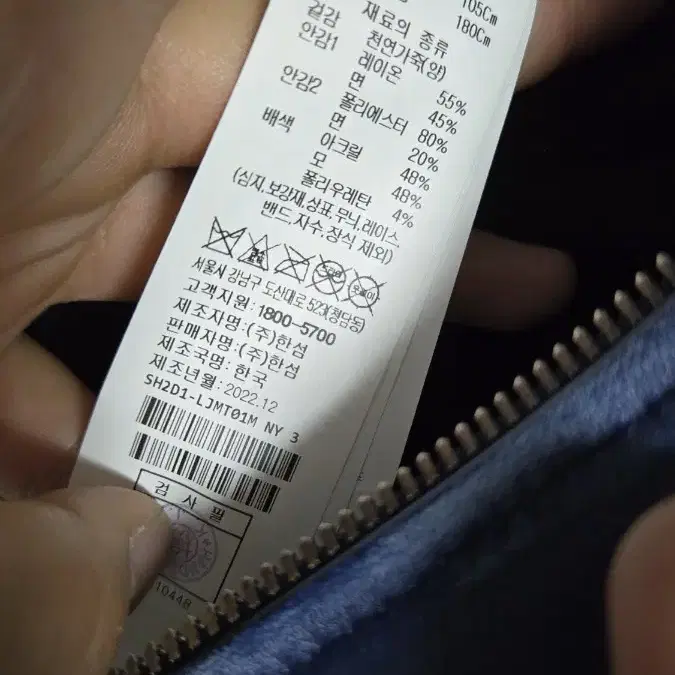 105Cm
180Cm
재료의 종류
겉감 천연가죽(양)
안감1 레이온 55%
면 45%
안감2 폴리에스터 80%
면 20%
배색 아크릴 48%
모 48%
폴리우레탄 4%
(심지,보강재,상표,무늬,레이스
밴드,자수,장식 제외)
서울시 강남구 도산대로 52길(청담동)
고객지원:1800-5700
제조자명:(주)한섬
판매자명:(주)한섬
제조국명:한국
제조년월:2022.12
SH2D1-LJMT01M NY 3
검 사 필
10448